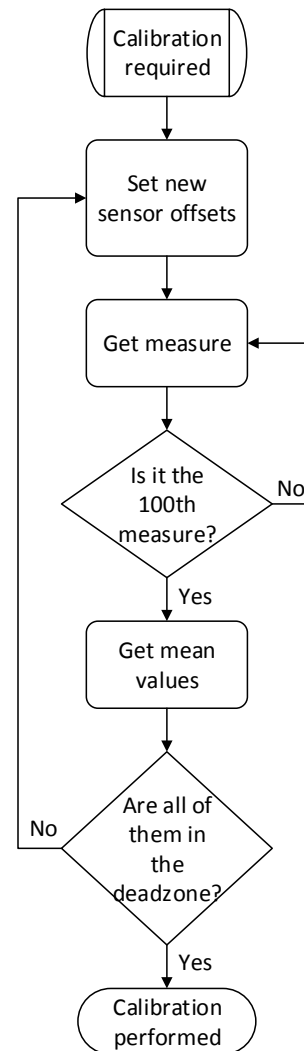 Calibration
required
Set new
sensor offsets
Get measure
Is it the
100th
measure?
No
Yes
Get mean
values
Are all of
them in
the
deadzone?
No
Yes
Calibration
performed